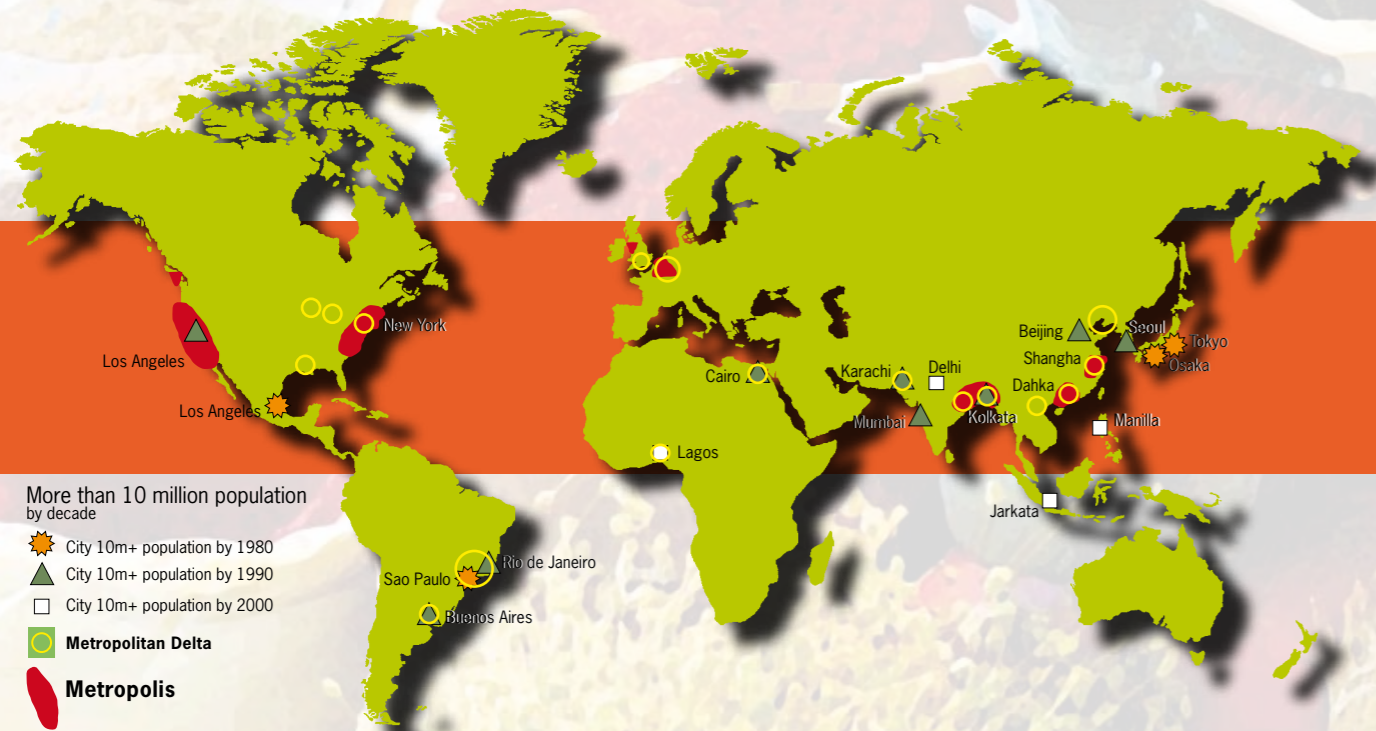 New York
Los Angeles
Los Angeles
Cairo
Lagos
Karachi
Delhi
Mumbai
Kolkata
Dahka
Beijing
Seoul
Shangha
Tokyo
Osaka
Manilla
Jarkata
Sao Paulo
Rio de Janeiro
Buenos Aires
More than 10 million population
by decade
City 10m+ population by 1980
City 10m+ population by 1990
City 10m+ population by 2000
Metropolitan Delta
Metropolis